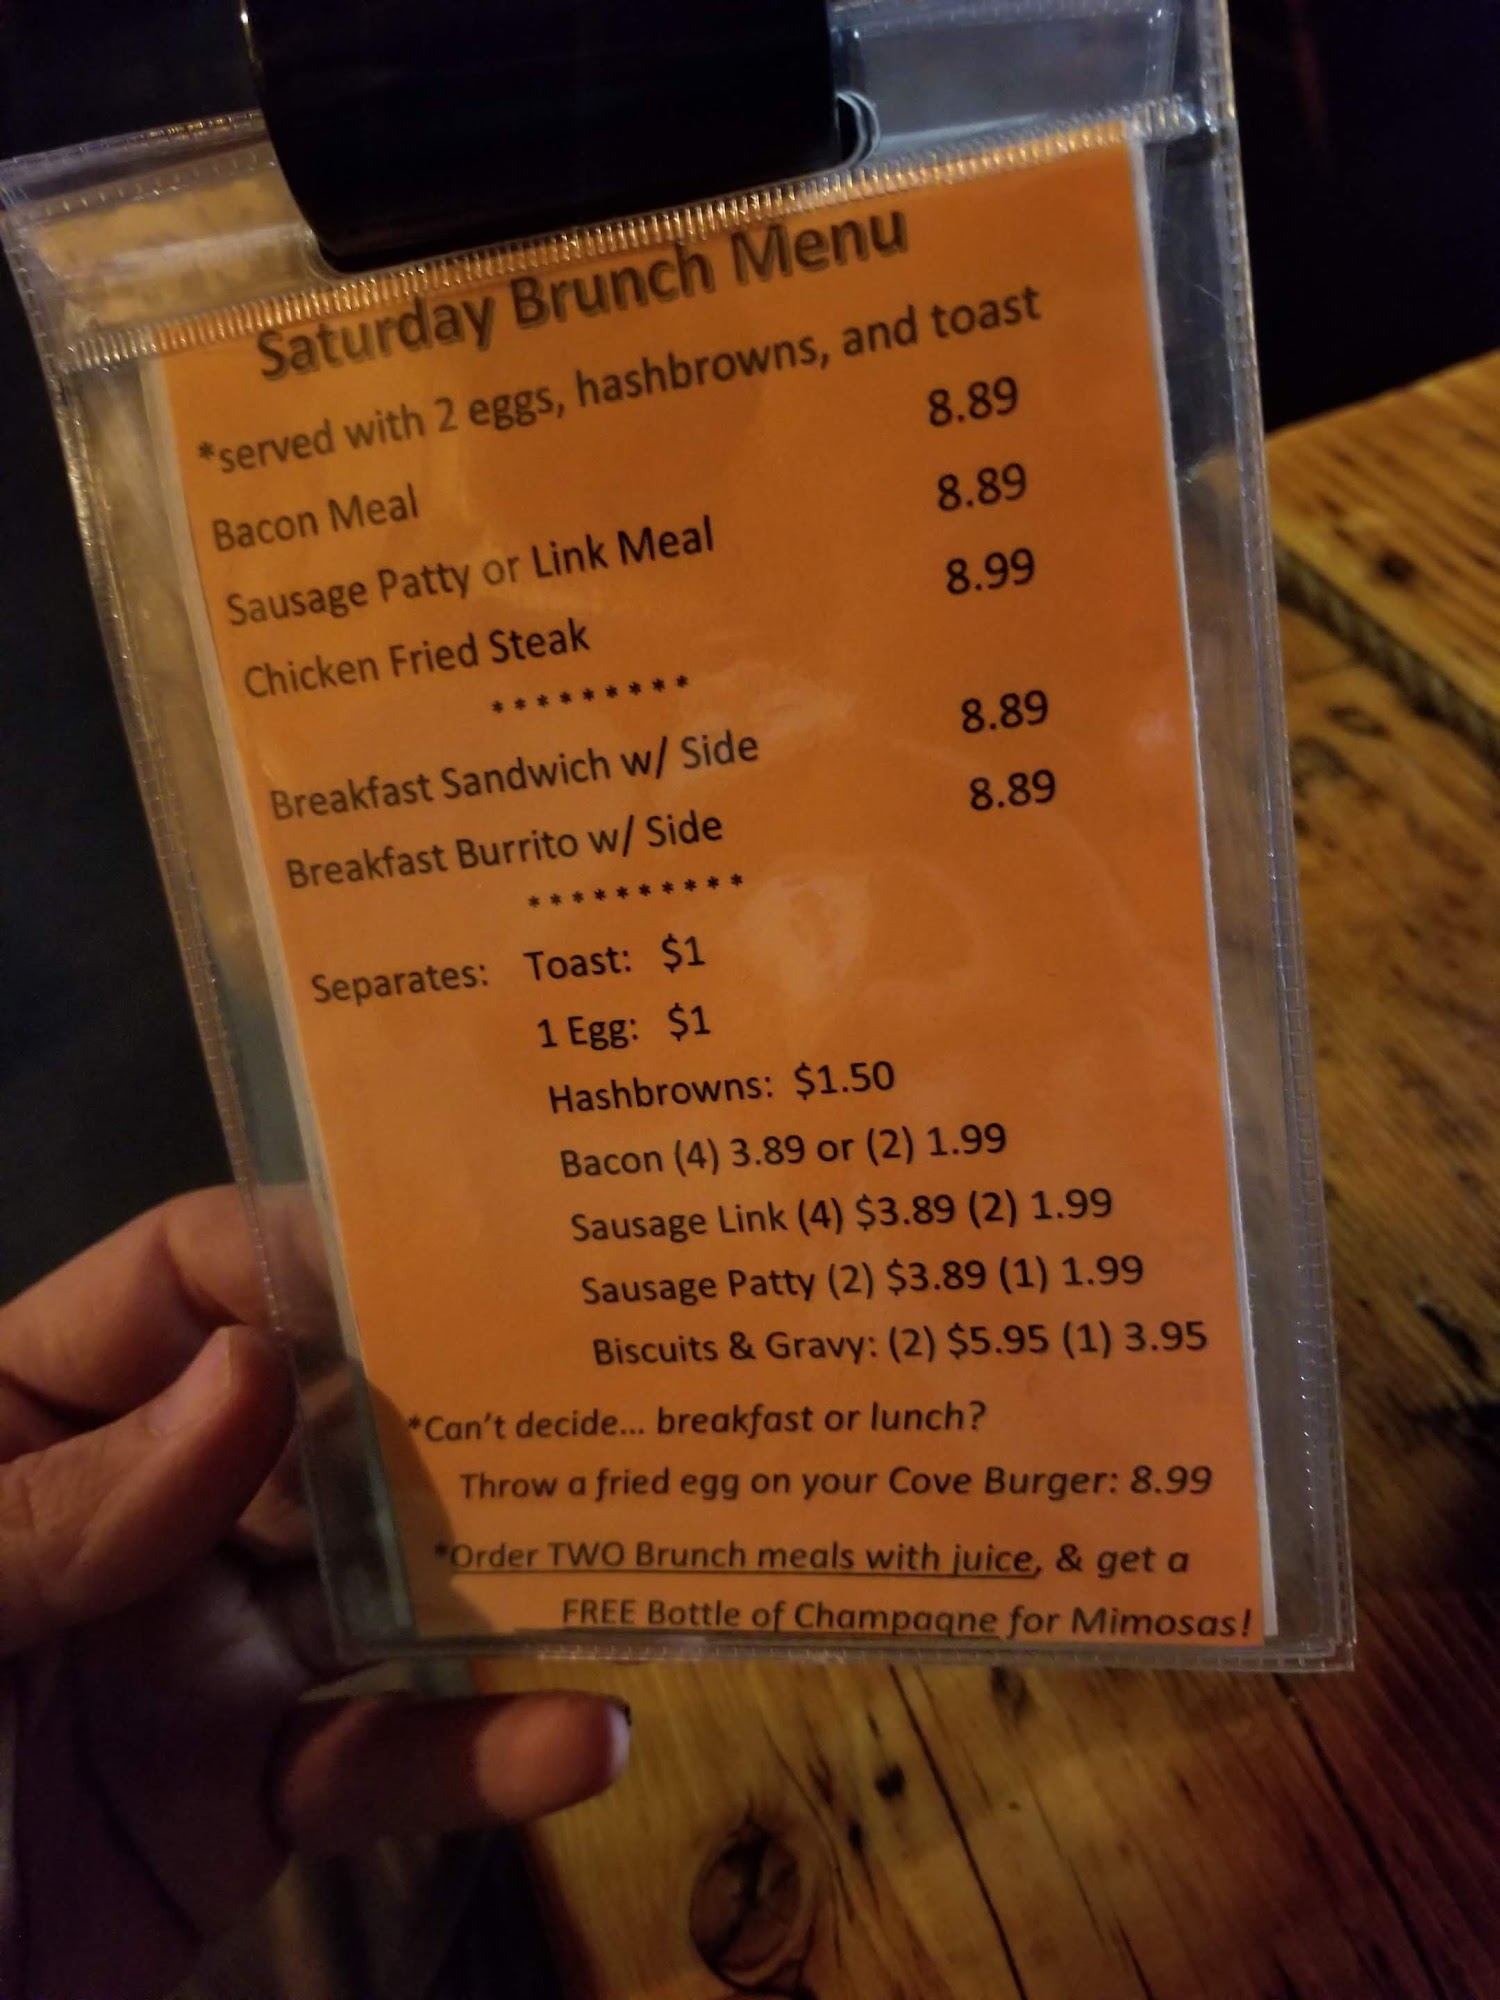 Saturday Brunch Menu
*served with 2 eggs, hashbrowns, and toast
Bacon Meal 8.89
Sausage Patty or Link Meal 8.89
Chicken Fried Steak 8.99
* * * * * * * * *
Breakfast Sandwich w/ Side 8.89
Breakfast Burrito w/ Side 8.89
* * * * * * * * * *
Separates: Toast: $1
1 Egg: $1
Hashbrowns: $1.50
Bacon (4) 3.89 or (2) 1.99
Sausage Link (4) $3.89 (2) 1.99
Sausage Patty (2) $3.89 (1) 1.99
Biscuits & Gravy: (2) $5.95 (1) 3.95
*Can't decide... breakfast or lunch?
Throw a fried egg on your Cove Burger: 8.99
*Order TWO Brunch meals with juice, & get a
FREE Bottle of Champagne for Mimosas!